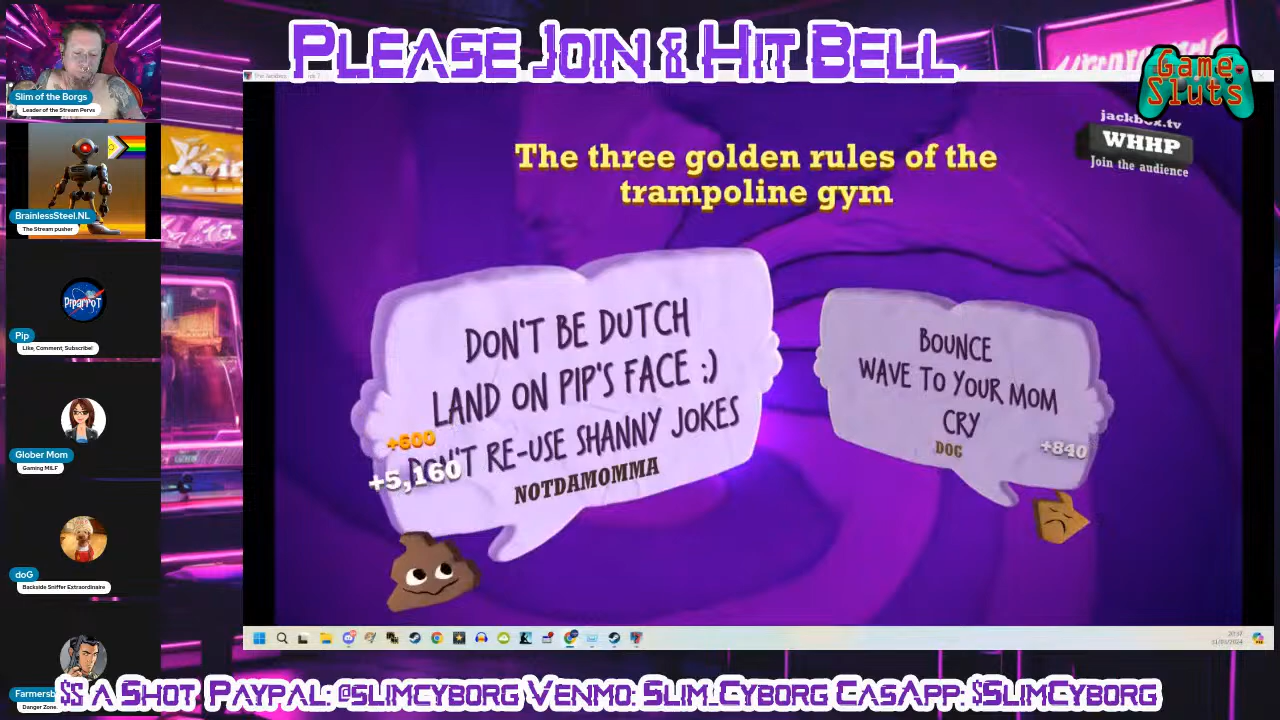 PLEASE JOIN & HIT BELL
Slim of the Borgs
Leader of the Stream Pervs
BrainlessSteel.NL
The Stream pusher
Pip
Like, Comment, Subscribe!
PiparroT
Glober Mom
Gaming MILF
doG
Backside Sniffer Extraordinaire
Farmersb
Danger Zone
Game
Sluts
jackbox.tv
WHHP
Join the audience
The three golden rules of the
trampoline gym
DON'T BE DUTCH
LAND ON PIP'S FACE :)
DON'T RE-USE SHANNY JOKES
NOTDAMOMMA
+600
+5,160
BOUNCE
WAVE TO YOUR MOM
CRY
DOG
+840
$5 A SHOT PAYPAL: @SLIMCYBORG VENMO: SLIM_CYBORG CASAPP: $SLIMCYBORG